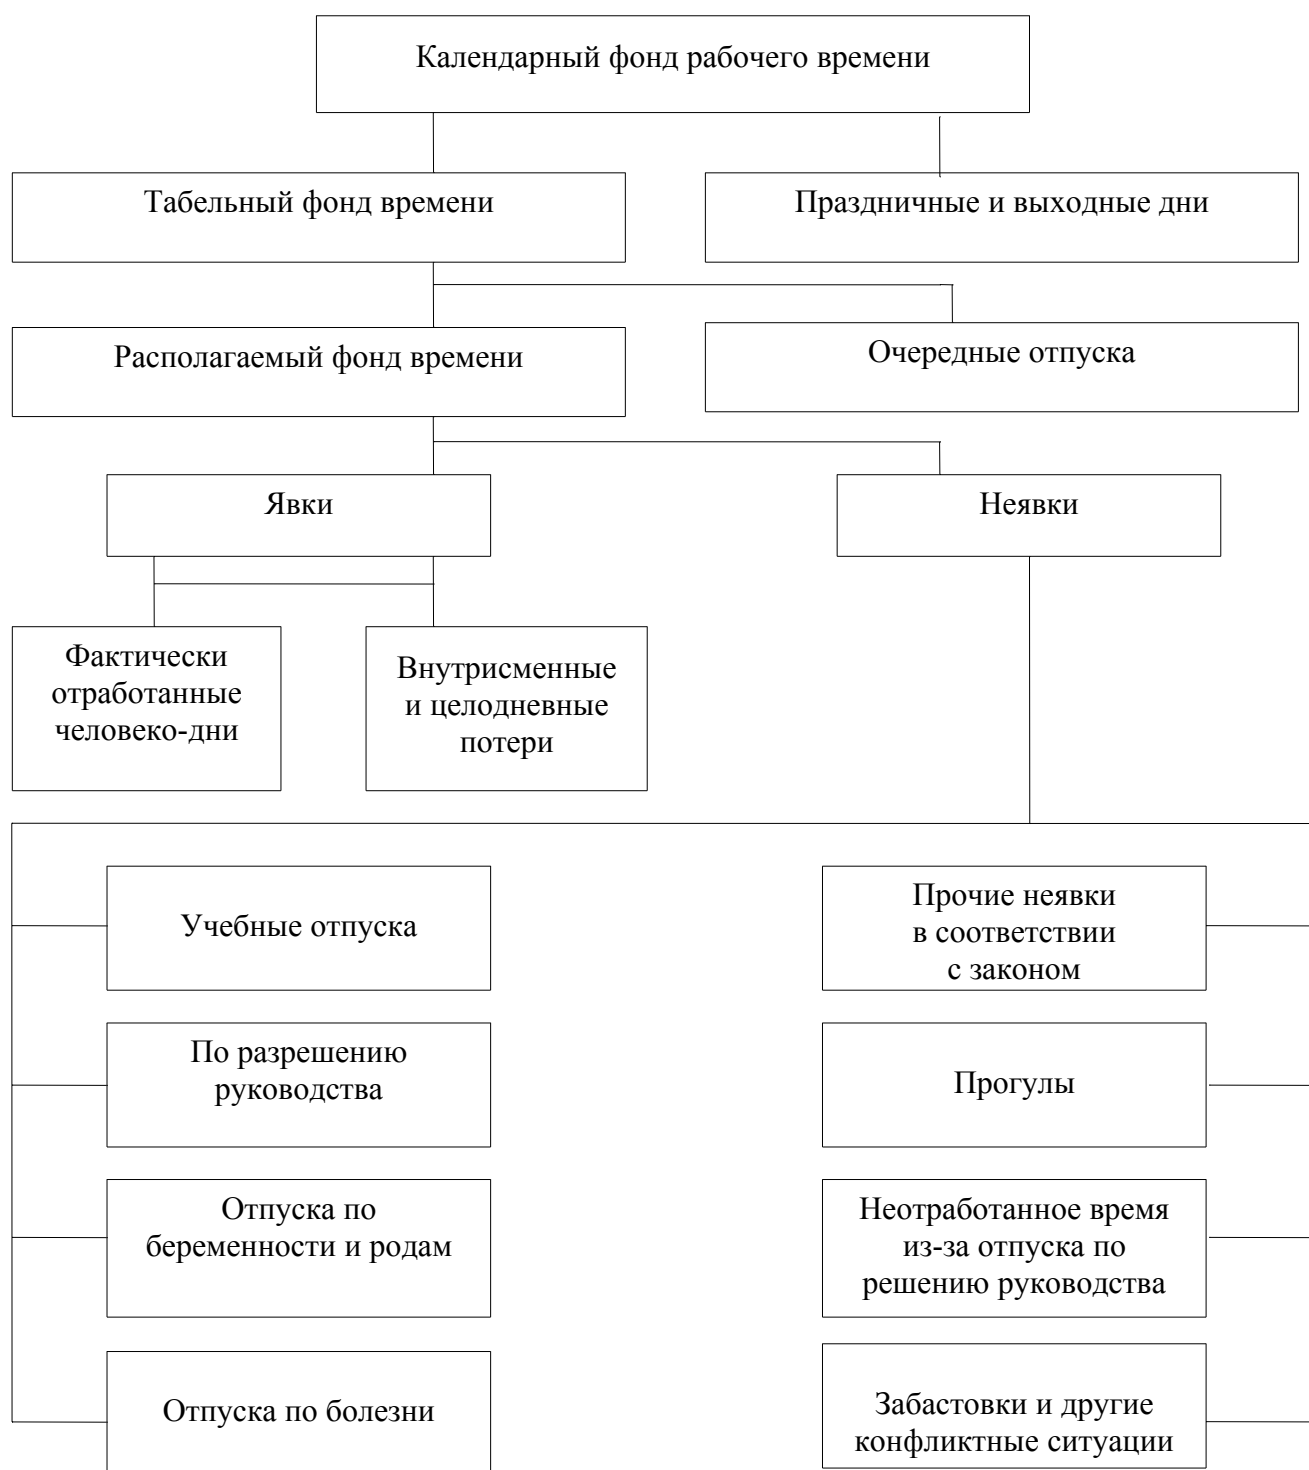 Календарный фонд рабочего времени
Табельный фонд времени
Праздничные и выходные дни
Располагаемый фонд времени
Очередные отпуска
Явки
Неявки
Фактически
отработанные
человеко-дни
Внутрисменные
и целодневные
потери
Учебные отпуска
Прочие неявки
в соответствии
с законом
По разрешению
руководства
Прогулы
Отпуска по
беременности и родам
Неотработанное время
из-за отпуска по
решению руководства
Отпуска по болезни
Забастовки и другие
конфликтные ситуации